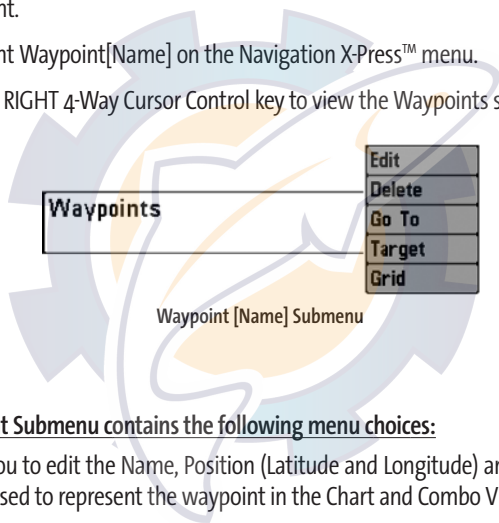 nt.
nt Waypoint[Name] on the Navigation X-Press™ menu.
RIGHT 4-Way Cursor Control key to view the Waypoints s
Edit
Waypoints
Delete
Go To
Target
Grid
Waypoint [Name] Submenu
t Submenu contains the following menu choices:
ou to edit the Name, Position (Latitude and Longitude) a
sed to represent the waypoint in the Chart and Combo V